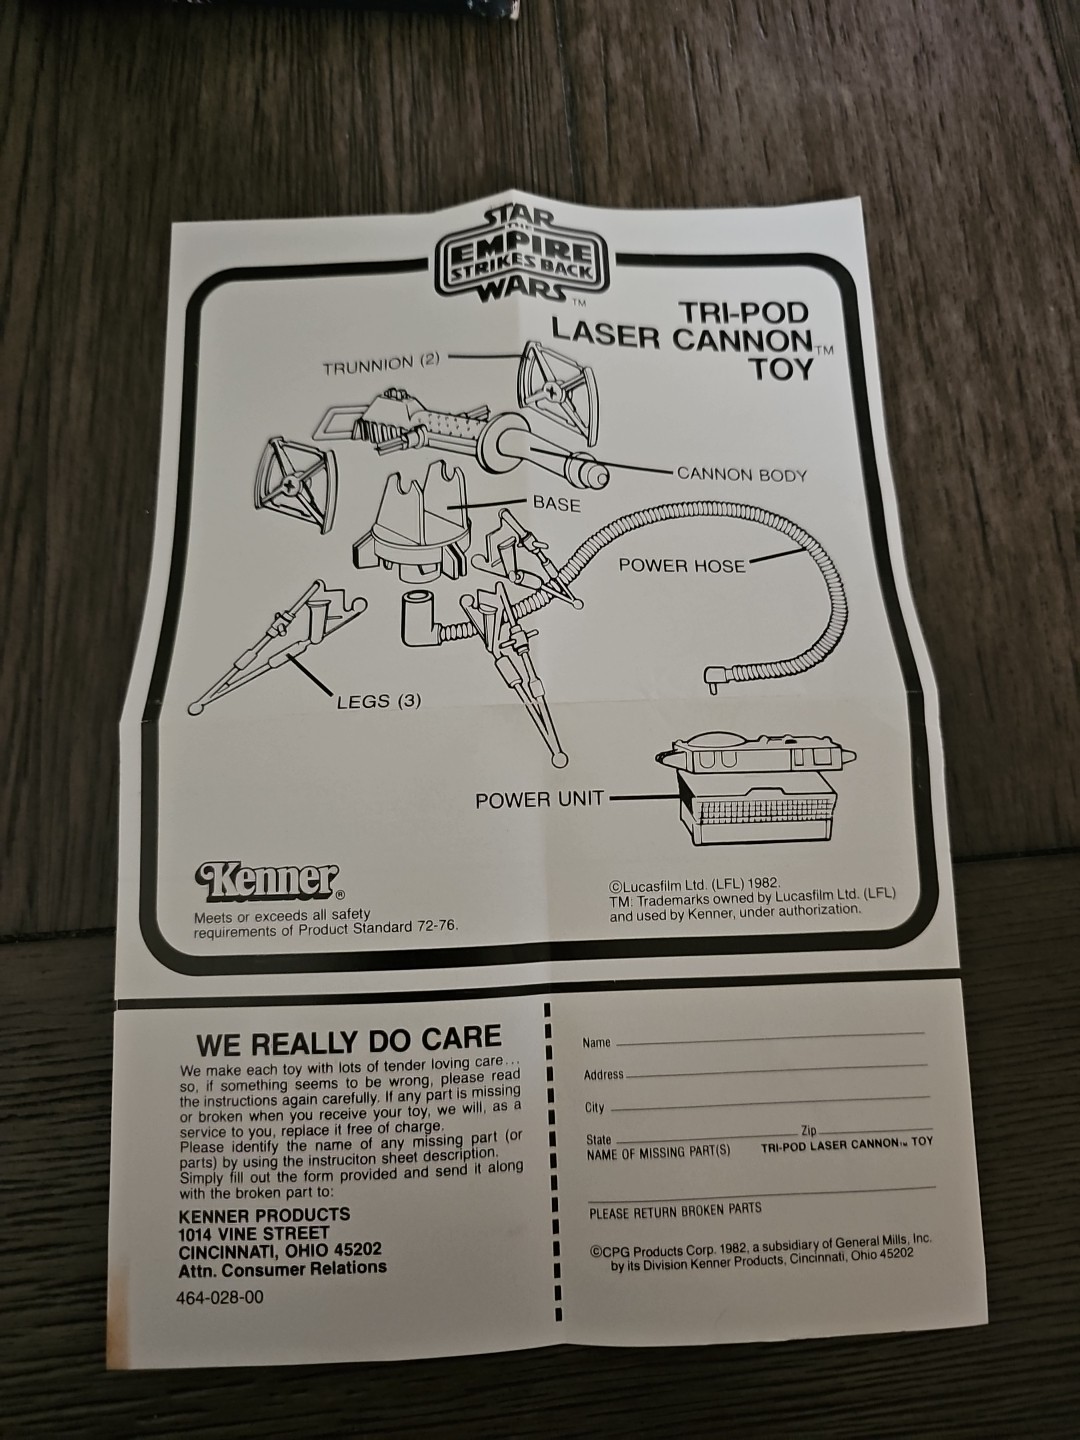 STAR
THE
EMPIRE
STRIKES BACK
WARS™
TRI-POD
LASER CANNON™
TOY
TRUNNION (2)
CANNON BODY
BASE
POWER HOSE
LEGS (3)
POWER UNIT
Kenner®
Meets or exceeds all safety
requirements of Product Standard 72-76.
©Lucasfilm Ltd. (LFL) 1982.
TM: Trademarks owned by Lucasfilm Ltd. (LFL)
and used by Kenner, under authorization.
WE REALLY DO CARE
We make each toy with lots of tender loving care...
so, if something seems to be wrong, please read
the instructions again carefully. If any part is missing
or broken when you receive your toy, we will, as a
service to you, replace it free of charge.
Please identify the name of any missing part (or
parts) by using the instruciton sheet description.
Simply fill out the form provided and send it along
with the broken part to:
KENNER PRODUCTS
1014 VINE STREET
CINCINNATI, OHIO 45202
Attn. Consumer Relations
464-028-00
Name
Address
City
State Zip
NAME OF MISSING PART(S) TRI-POD LASER CANNON™ TOY
PLEASE RETURN BROKEN PARTS
©CPG Products Corp. 1982, a subsidiary of General Mills, Inc.
by its Division Kenner Products, Cincinnati, Ohio 45202